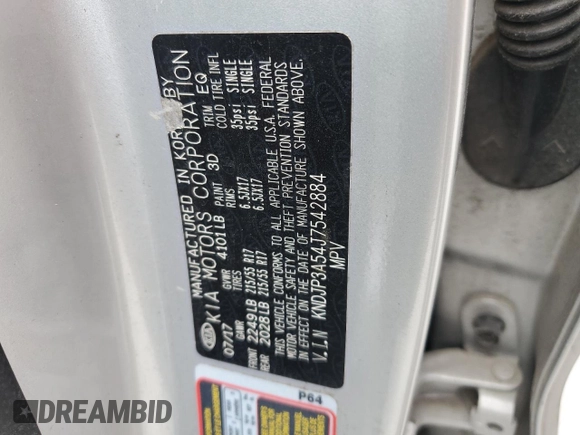 MANUFACTURED IN KOREA BY
KIA KIA MOTORS CORPORATION
07/17 GVWR 4101LB PAINT 3D TRIM EQ
GAWR TIRES RIMS COLD TIRE INFL
FRONT 2249LB 215/55 R17 6.5JX17 35psi SINGLE
REAR 2028LB 215/55 R17 6.5JX17 35psi SINGLE
THIS VEHICLE CONFORMS TO ALL APPLICABLE U.S.A. FEDERAL
MOTOR VEHICLE SAFETY AND THEFT PREVENTION STANDARDS
IN EFFECT ON THE DATE OF MANUFACTURE SHOWN ABOVE.
V.I.N KNDJP3A54J7542884
MPV
P64
DREAMBID